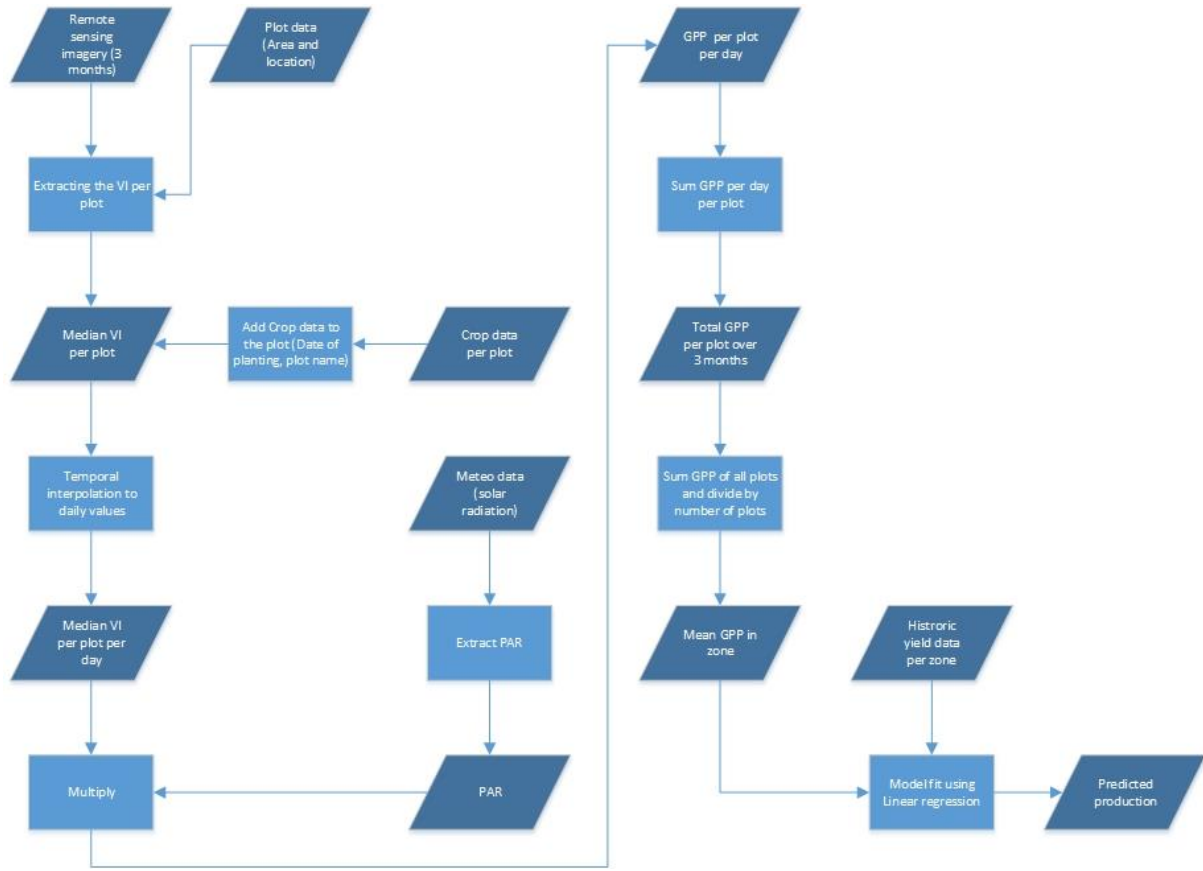 Remote
sensing
imagery (3
months)
Plot data
(Area and
location)
Extracting the VI per
plot
Median VI
per plot
Add Crop data to
the plot (Date of
planting, plot name)
Crop data
per plot
Temporal
interpolation to
daily values
Meteo data
(solar
radiation)
Median VI
per plot per
day
Extract PAR
Multiply
PAR
GPP per plot
per day
Sum GPP per day
per plot
Total GPP
per plot over
3 months
Sum GPP of all plots
and divide by
number of plots
Mean GPP in
zone
Histroric
yield data
per zone
Model fit using
Linear regression
Predicted
production